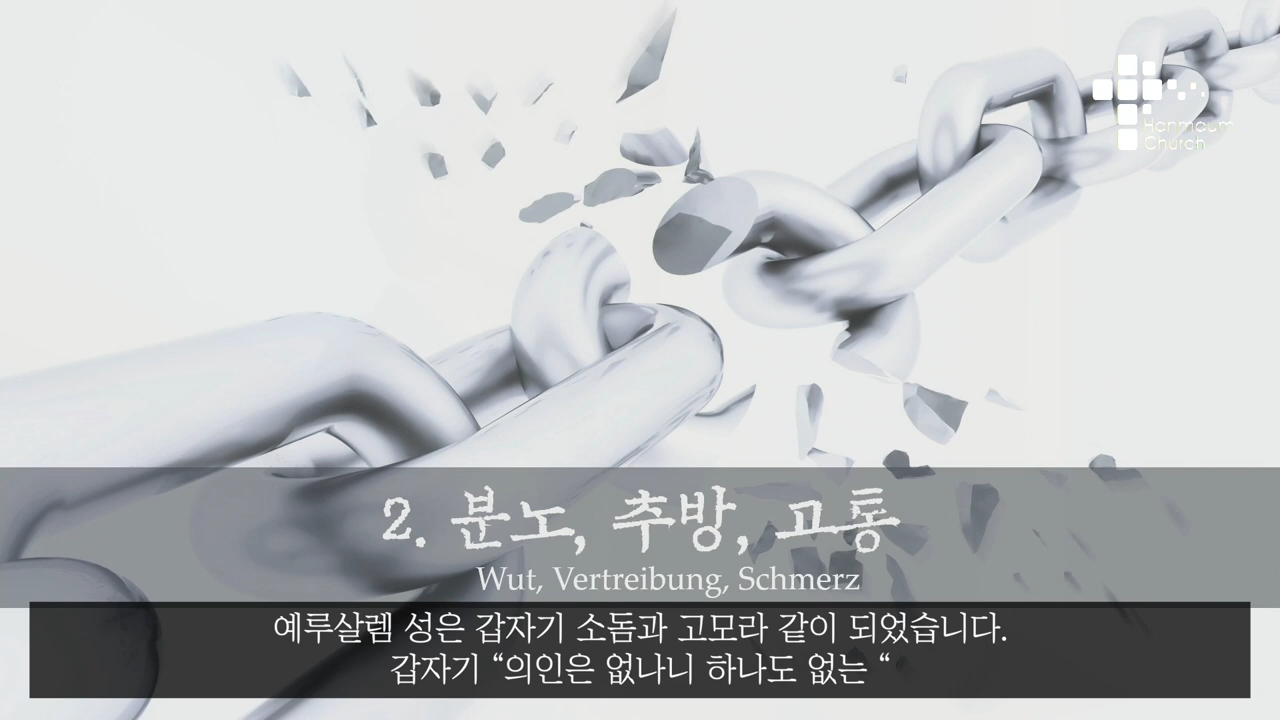 Hanmaum
Church
2. 분노, 추방, 고통
Wut, Vertreibung, Schmerz
예루살렘 성은 갑자기 소돔과 고모라 같이 되었습니다.
갑자기 “의인은 없나니 하나도 없는 “